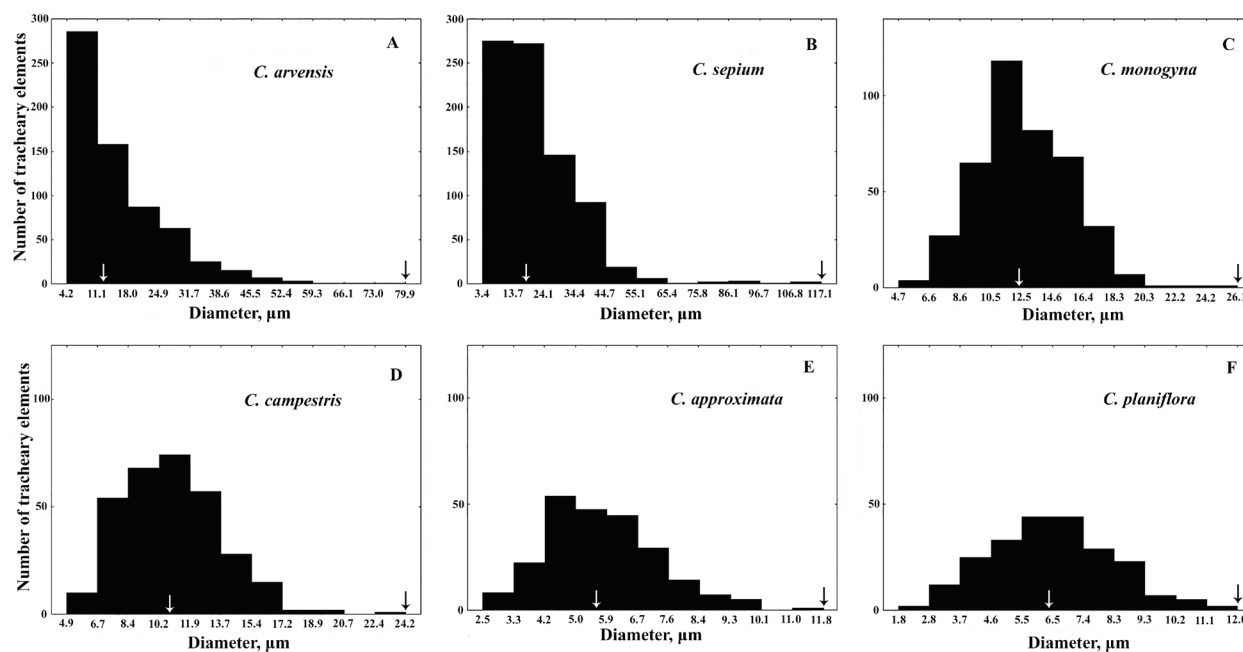 A
C. arvensis
Number of tracheary elements
300
250
200
150
100
50
0
4.2 11.1 18.0 24.9 31.7 38.6 45.5 52.4 59.3 66.1 73.0 79.9
Diameter, µm
B
C. sepium
300
250
200
150
100
50
0
3.4 13.7 24.1 34.4 44.7 55.1 65.4 75.8 86.1 96.7 106.8 117.1
Diameter, µm
C
C. monogyna
100
50
0
4.7 6.6 8.6 10.5 12.5 14.6 16.4 18.3 20.3 22.2 24.2 26.1
Diameter, µm
D
C. campestris
Number of tracheary elements
100
50
0
4.9 6.7 8.4 10.2 11.9 13.7 15.4 17.2 18.9 20.7 22.4 24.2
Diameter, µm
E
C. approximata
100
50
0
2.5 3.3 4.2 5.0 5.9 6.7 7.6 8.4 9.3 10.1 11.0 11.8
Diameter, µm
F
C. planiflora
100
50
0
1.8 2.8 3.7 4.6 5.5 6.5 7.4 8.3 9.3 10.2 11.1 12.0
Diameter, µm